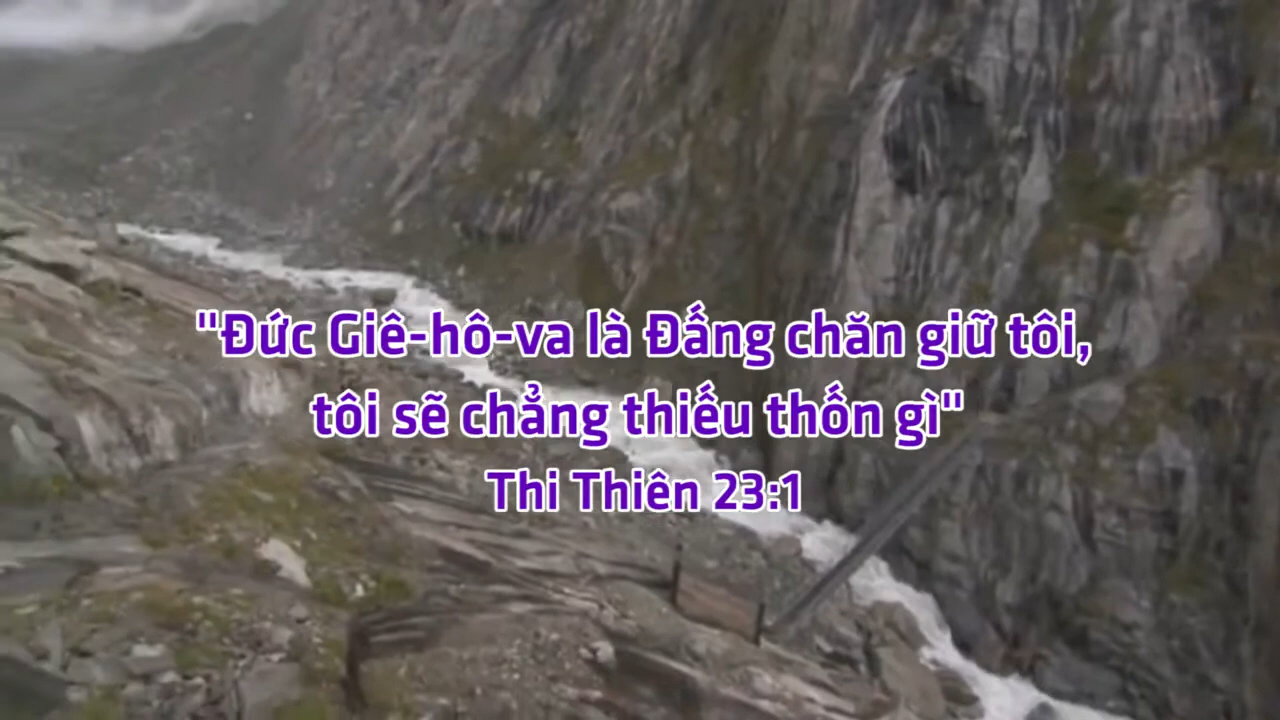 "Đức Giê-hô-va là Đấng chăn giữ tôi,
tôi sẽ chẳng thiếu thốn gì"
Thi Thiên 23:1